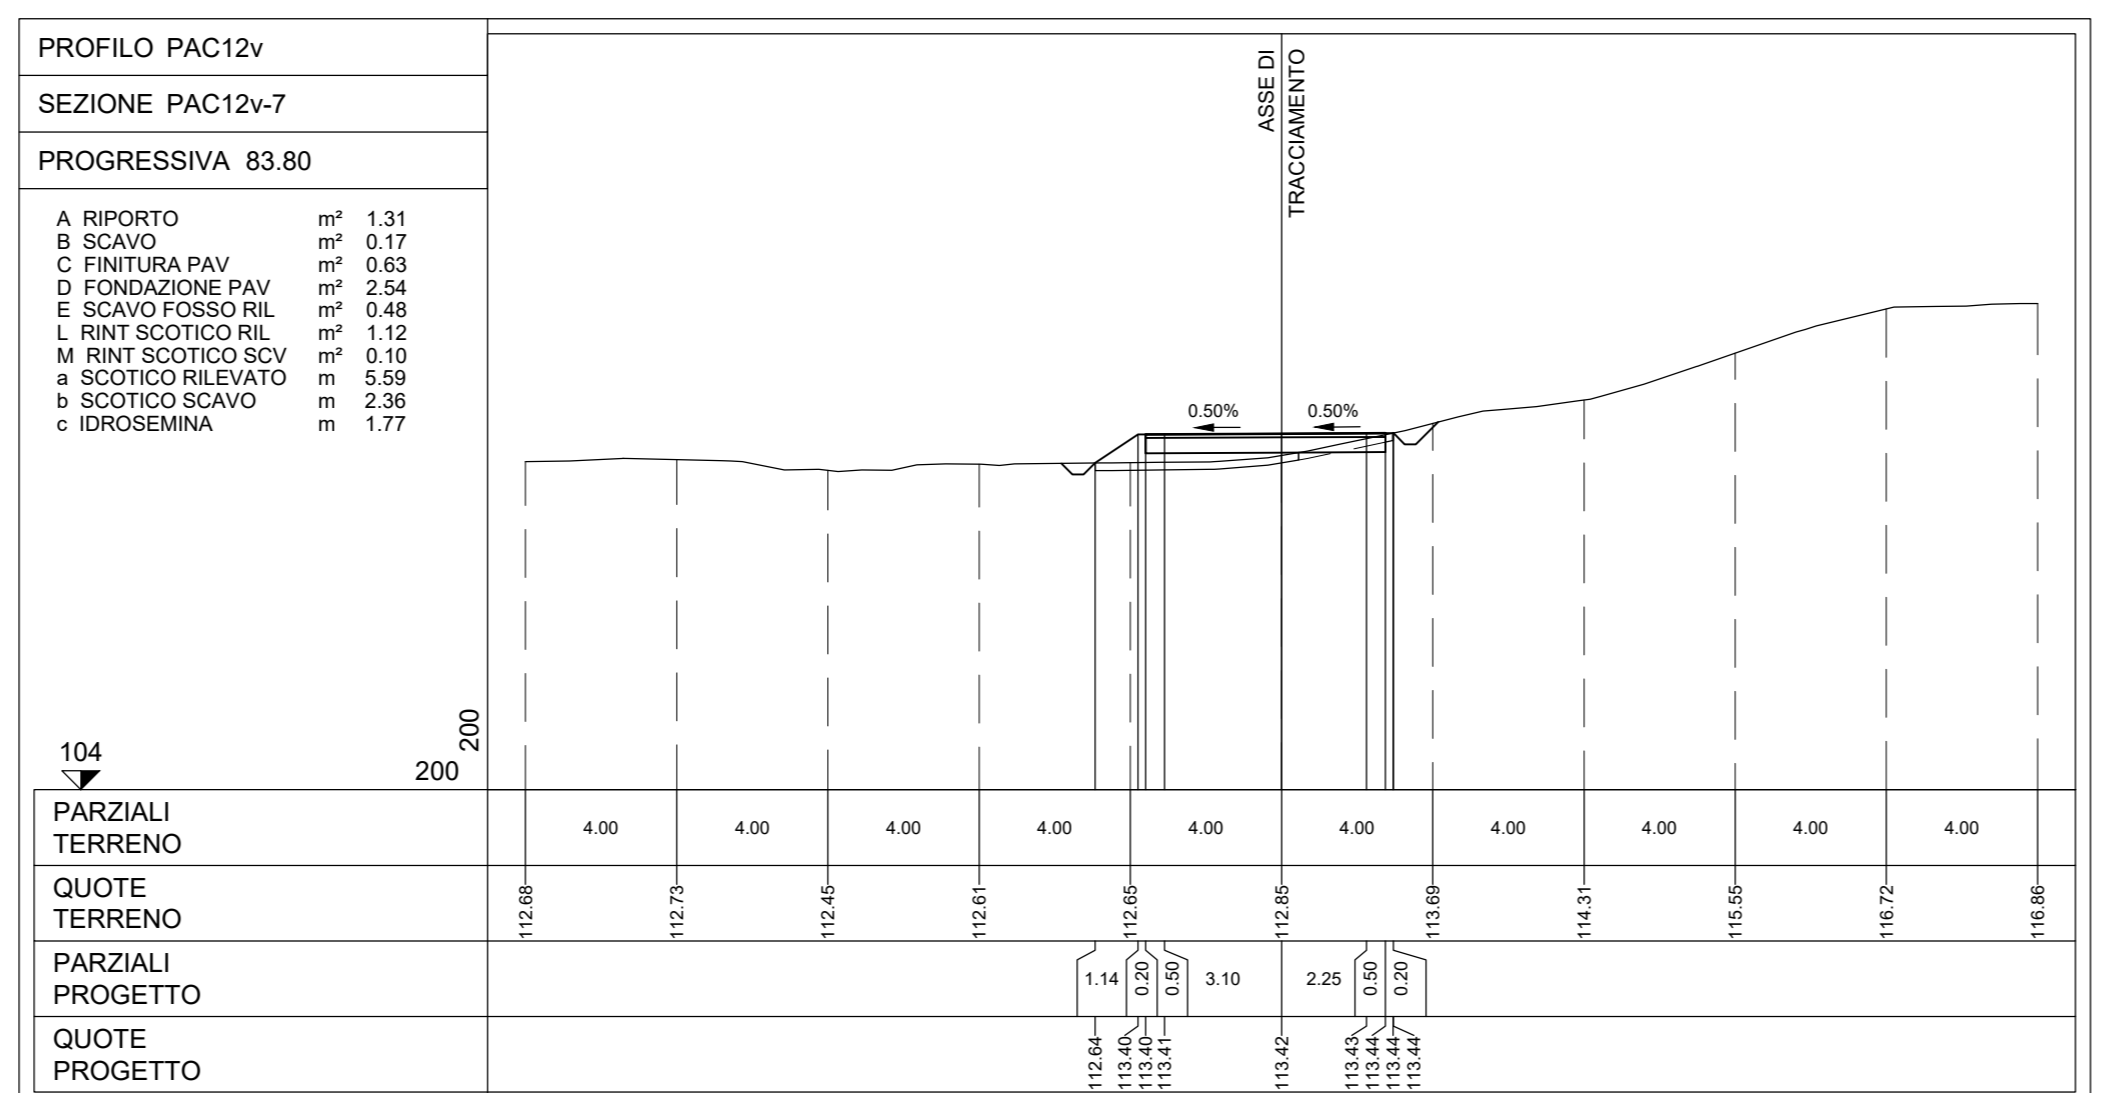 PROFILO PAC12v
SEZIONE PAC12v-7
PROGRESSIVA 83.80
A RIPORTO m² 1.31
B SCAVO m² 0.17
C FINITURA PAV m² 0.63
D FONDAZIONE PAV m² 2.54
E SCAVO FOSSO RIL m² 0.48
L RINT SCOTICO RIL m² 1.12
M RINT SCOTICO SCV m² 0.10
a SCOTICO RILEVATO m 5.59
b SCOTICO SCAVO m 2.36
c IDROSEMINA m 1.77
ASSE DI
TRACCIAMENTO
0.50% 0.50%
104
200
200
PARZIALI
TERRENO
4.00 4.00 4.00 4.00 4.00 4.00 4.00 4.00 4.00 4.00
QUOTE
TERRENO
112.68 112.73 112.45 112.61 112.65 112.85 113.69 114.31 115.55 116.72 116.86
PARZIALI
PROGETTO
1.14 0.20 0.50 3.10 2.25 0.50 0.20
QUOTE
PROGETTO
112.64 113.40 113.40 113.41 113.42 113.43 113.44 113.44 113.44